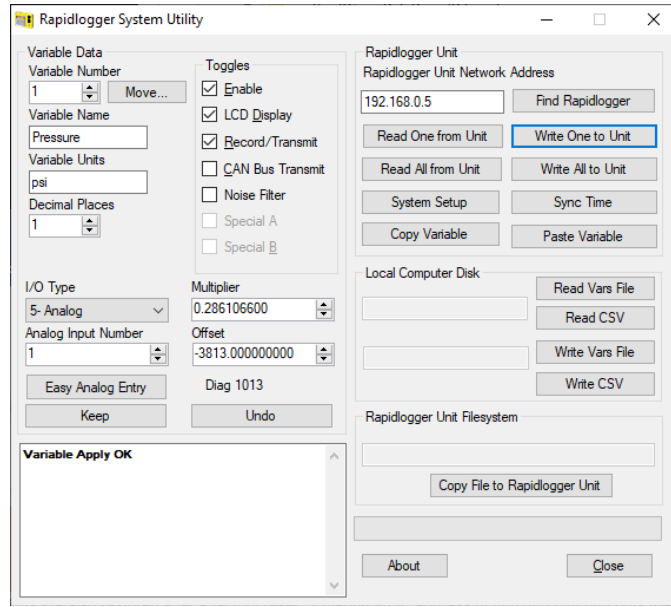 Rapidlogger System Utility
Variable Data
Variable Number
1
Move...
Variable Name
Pressure
Variable Units
psi
Decimal Places
1
Toggles
Enable
LCD Display
Record/Transmit
CAN Bus Transmit
Noise Filter
Special A
Special B
I/O Type
5- Analog
Multiplier
0.286106600
Analog Input Number
1
Offset
-3813.000000000
Easy Analog Entry
Diag 1013
Keep
Undo
Variable Apply OK
Rapidlogger Unit
Rapidlogger Unit Network Address
192.168.0.5
Find Rapidlogger
Read One from Unit
Write One to Unit
Read All from Unit
Write All to Unit
System Setup
Sync Time
Copy Variable
Paste Variable
Local Computer Disk
Read Vars File
Read CSV
Write Vars File
Write CSV
Rapidlogger Unit Filesystem
Copy File to Rapidlogger Unit
About
Close